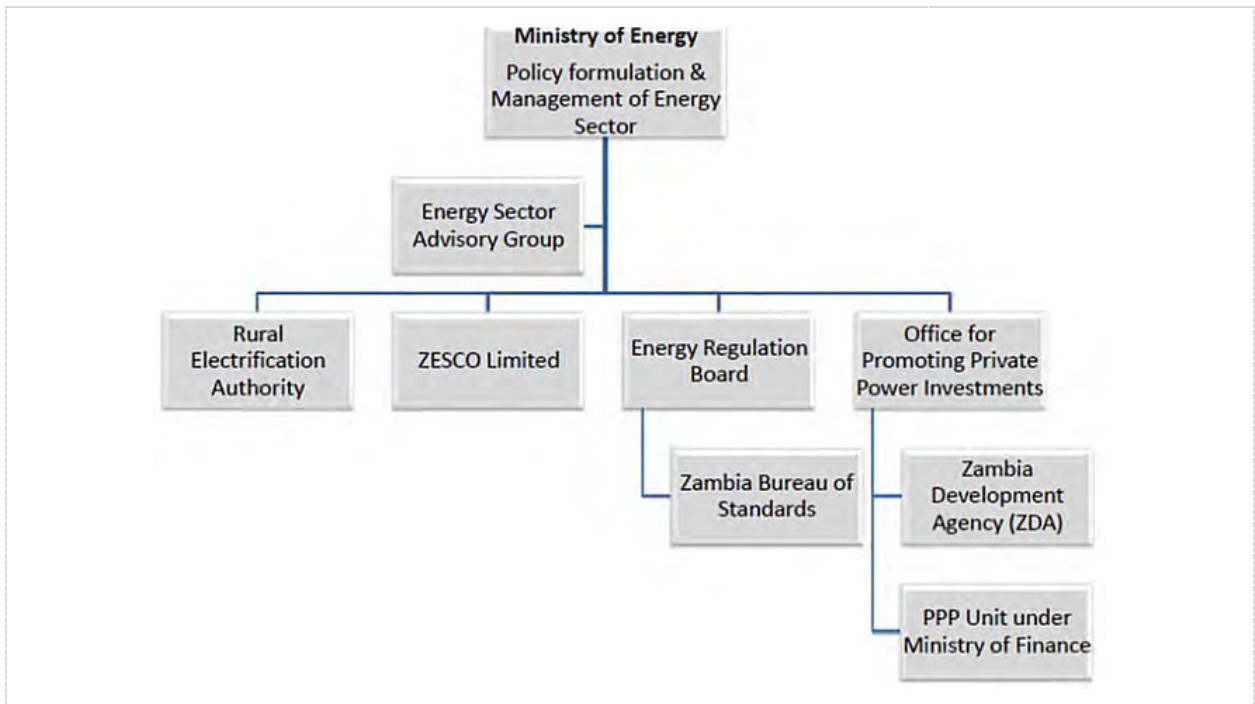 Ministry of Energy
Policy formulation &
Management of Energy
Sector
Energy Sector
Advisory Group
Rural
Electrification
Authority
ZESCO Limited
Energy Regulation
Board
Office for
Promoting Private
Power Investments
Zambia Bureau of
Standards
Zambia
Development
Agency (ZDA)
PPP Unit under
Ministry of Finance